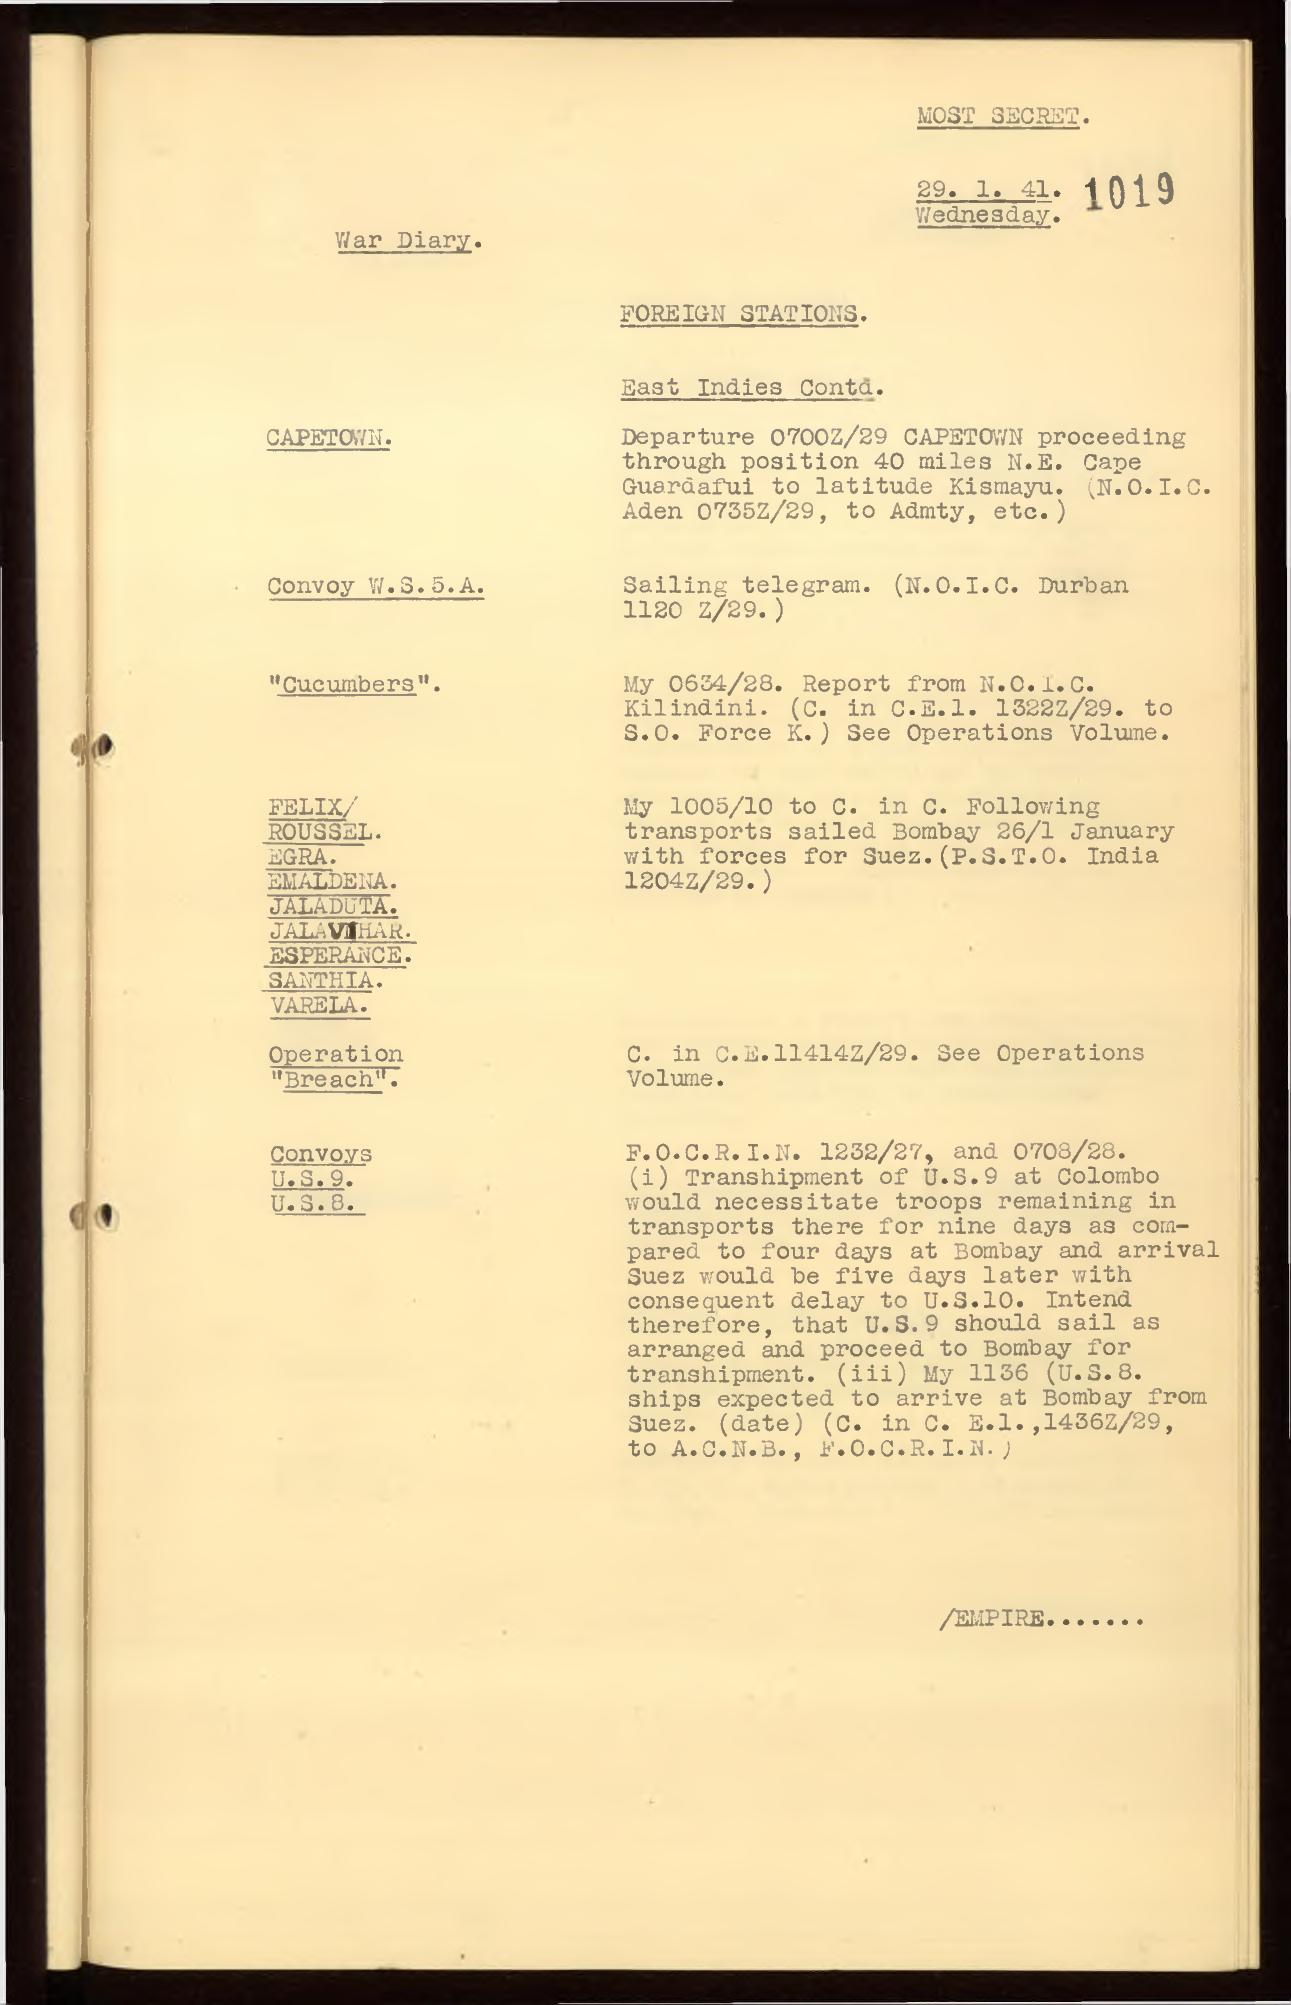 MOST SECRET.
29. 1. 41. 1019
Wednesday.
War Diary.
FOREIGN STATIONS.
East Indies Contd.
CAPETOWN.
Departure 0700Z/29 CAPETOWN proceeding
through position 40 miles N.E. Cape
Guardafui to latitude Kismayu. (N.O.I.C.
Aden 0735Z/29, to Admty, etc.)
Convoy W.S.5.A.
Sailing telegram. (N.O.I.C. Durban
1120 Z/29.)
"Cucumbers".
My 0634/28. Report from N.O.I.C.
Kilindini. (C. in C.E.1. 1322Z/29. to
S.O. Force K.) See Operations Volume.
FELIX/
ROUSSEL.
EGRA.
EMALDENA.
JALADUTA.
JALAVIHAR.
ESPERANCE.
SANTHIA.
VARELA.
My 1005/10 to C. in C. Following
transports sailed Bombay 26/1 January
with forces for Suez.(P.S.T.O. India
1204Z/29.)
Operation
"Breach".
C. in C.E.11414Z/29. See Operations
Volume.
Convoys
U.S.9.
U.S.8.
F.O.C.R.I.N. 1232/27, and 0708/28.
(i) Transhipment of U.S.9 at Colombo
would necessitate troops remaining in
transports there for nine days as com-
pared to four days at Bombay and arrival
Suez would be five days later with
consequent delay to U.S.10. Intend
therefore, that U.S.9 should sail as
arranged and proceed to Bombay for
transhipment. (iii) My 1136 (U.S.8.
ships expected to arrive at Bombay from
Suez. (date) (C. in C. E.1.,1436Z/29,
to A.C.N.B., F.O.C.R.I.N.)
/EMPIRE.......